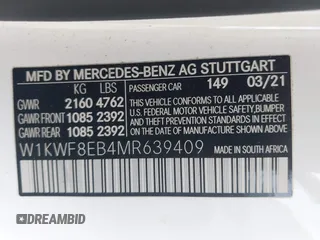 MFD BY MERCEDES-BENZ AG STUTTGART
KG LBS PASSENGER CAR 149 03/21
GVWR 2160 4762
GAWR FRONT 1085 2392
GAWR REAR 1085 2392
THIS VEHICLE CONFORMS TO ALL APPLICABLE U.S. FEDERAL MOTOR VEHICLE SAFETY, BUMPER AND THEFT PREVENTION STANDARDS IN EFFECT ON THE DATE OF MANUFACTURE SHOWN ABOVE.
W1KWF8EB4MR639409 MADE IN SOUTH AFRICA
DREAMBID